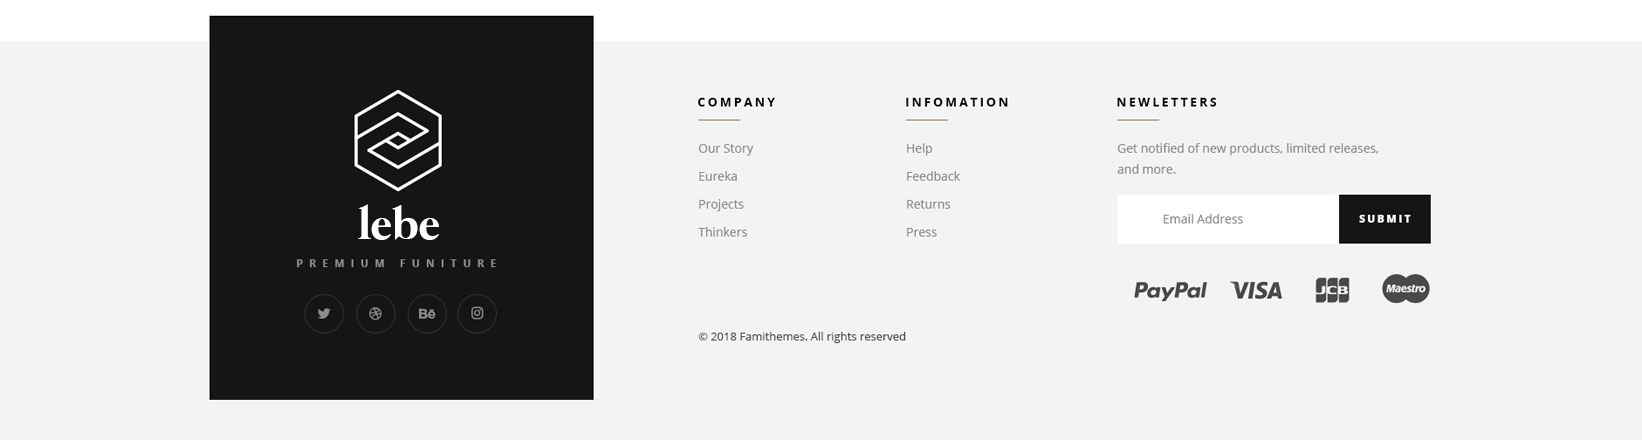 lebe
PREMIUM FUNITURE
Bē
COMPANY
Our Story
Eureka
Projects
Thinkers
INFOMATION
Help
Feedback
Returns
Press
NEWLETTERS
Get notified of new products, limited releases,
and more.
Email Address
SUBMIT
PayPal
VISA
JCB
Maestro
© 2018 Famithemes. All rights reserved